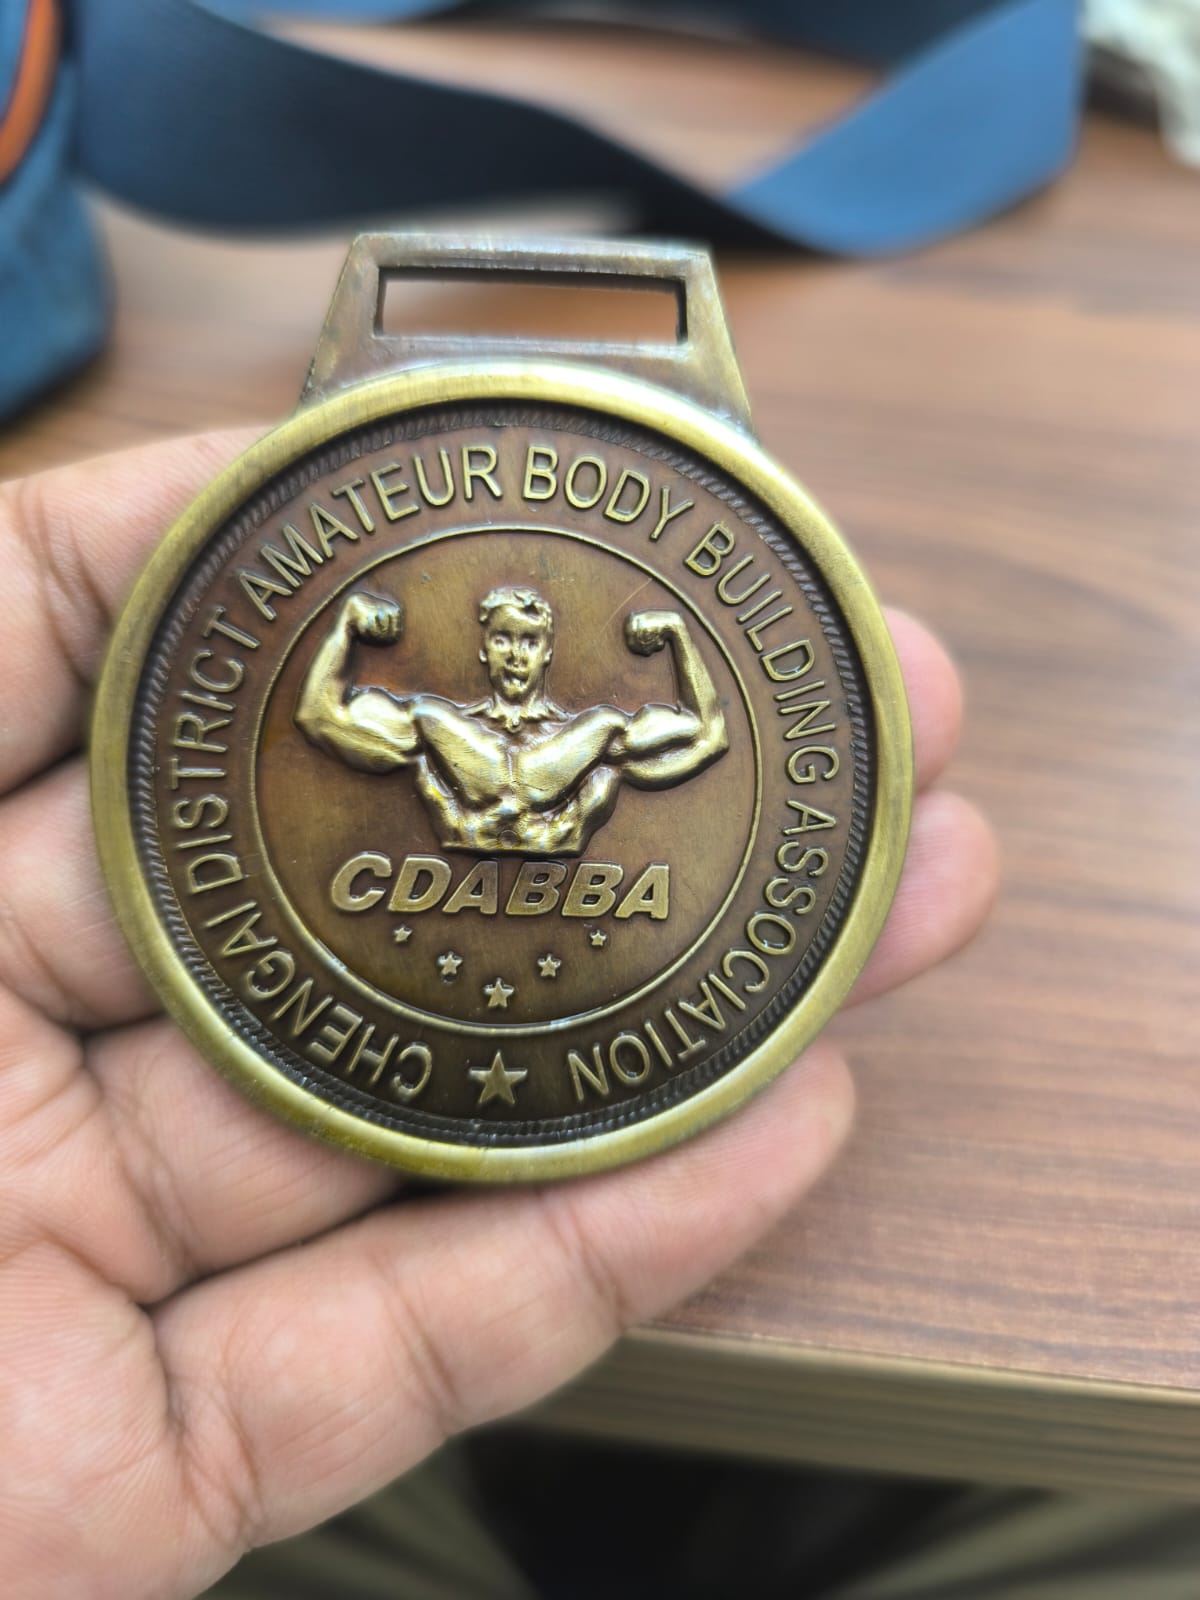 CHENGAI DISTRICT AMATEUR BODY BUILDING ASSOCIATION
CDABBA